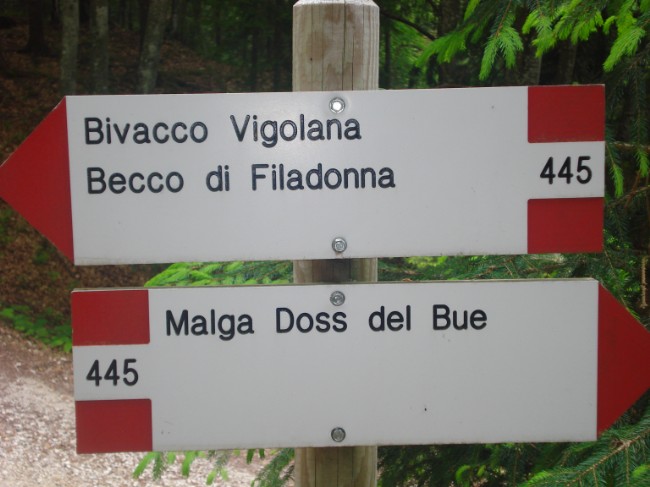 Bivacco Vigolana
Becco di Filadonna
445
Malga Doss del Bue
445